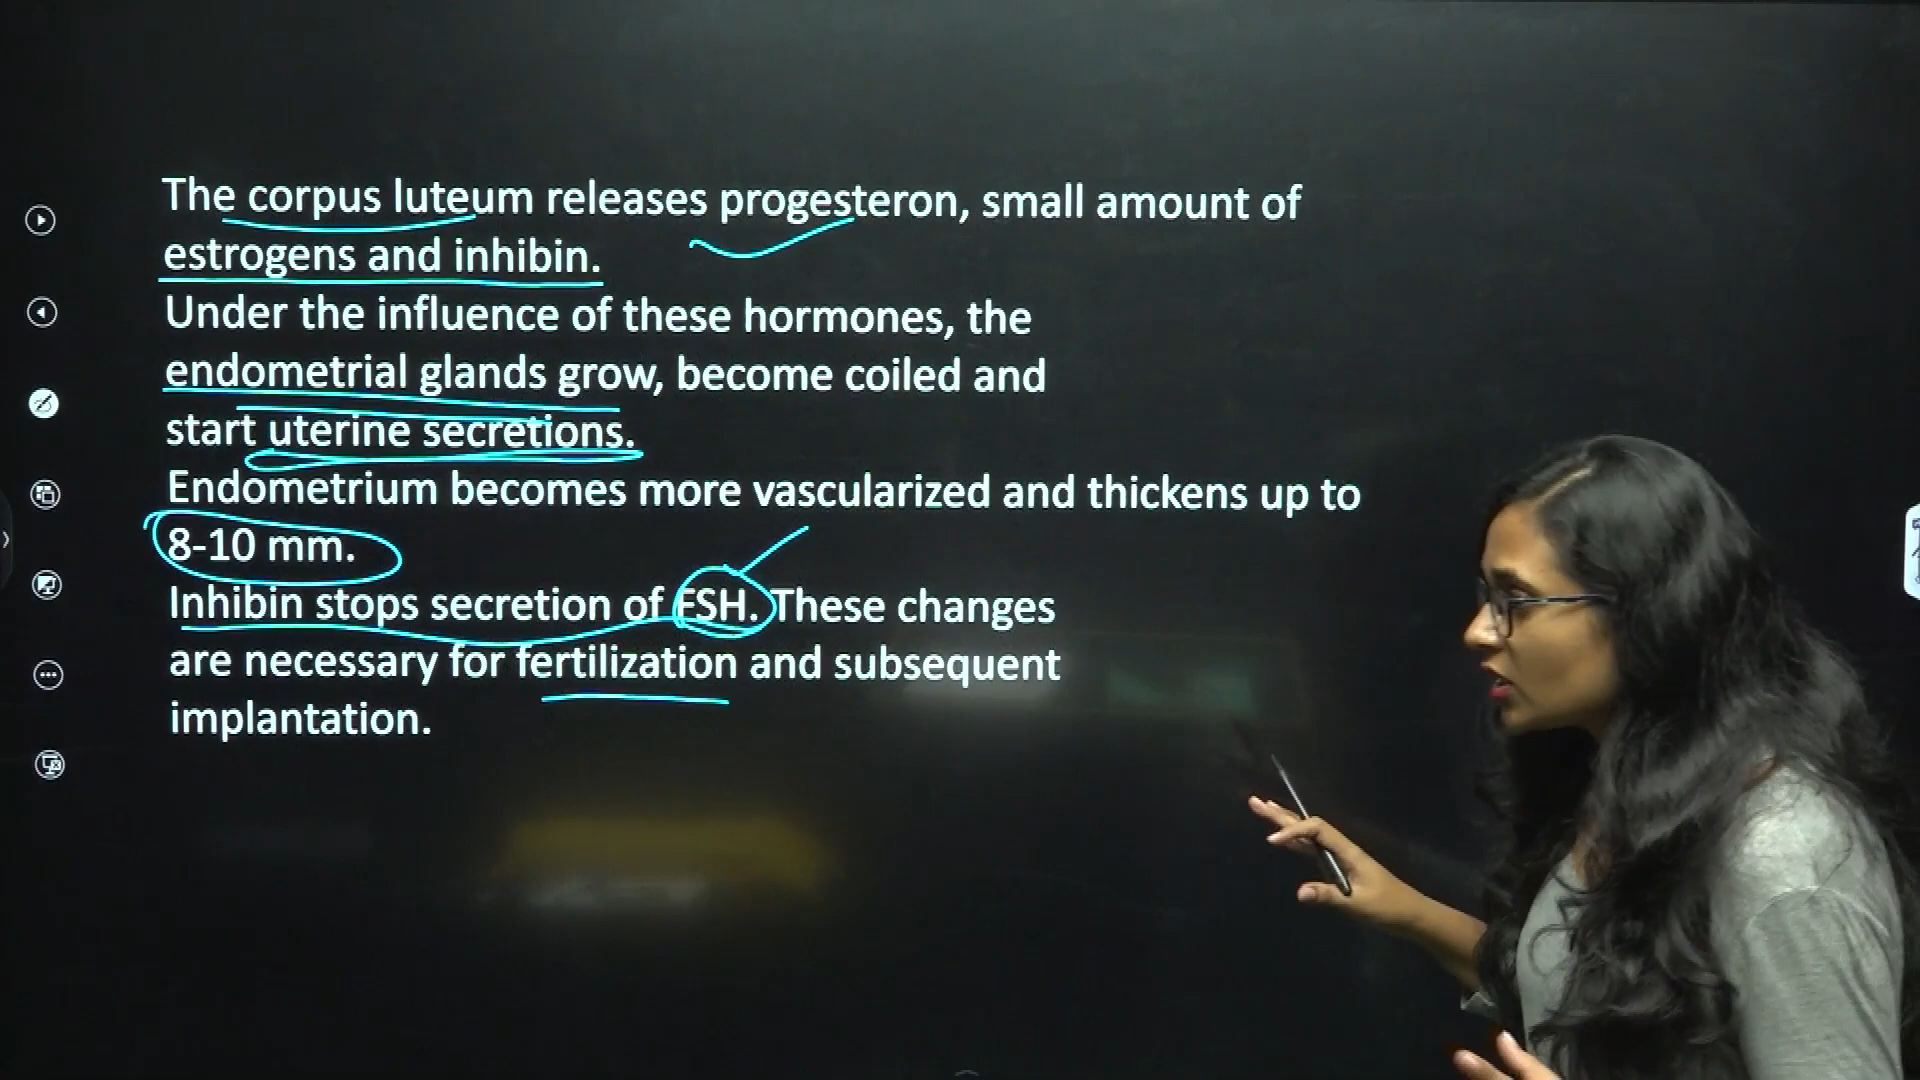 The corpus luteum releases progesteron, small amount of
estrogens and inhibin.
Under the influence of these hormones, the
endometrial glands grow, become coiled and
start uterine secretions.
Endometrium becomes more vascularized and thickens up to
8-10 mm.
Inhibin stops secretion of FSH. These changes
are necessary for fertilization and subsequent
implantation.